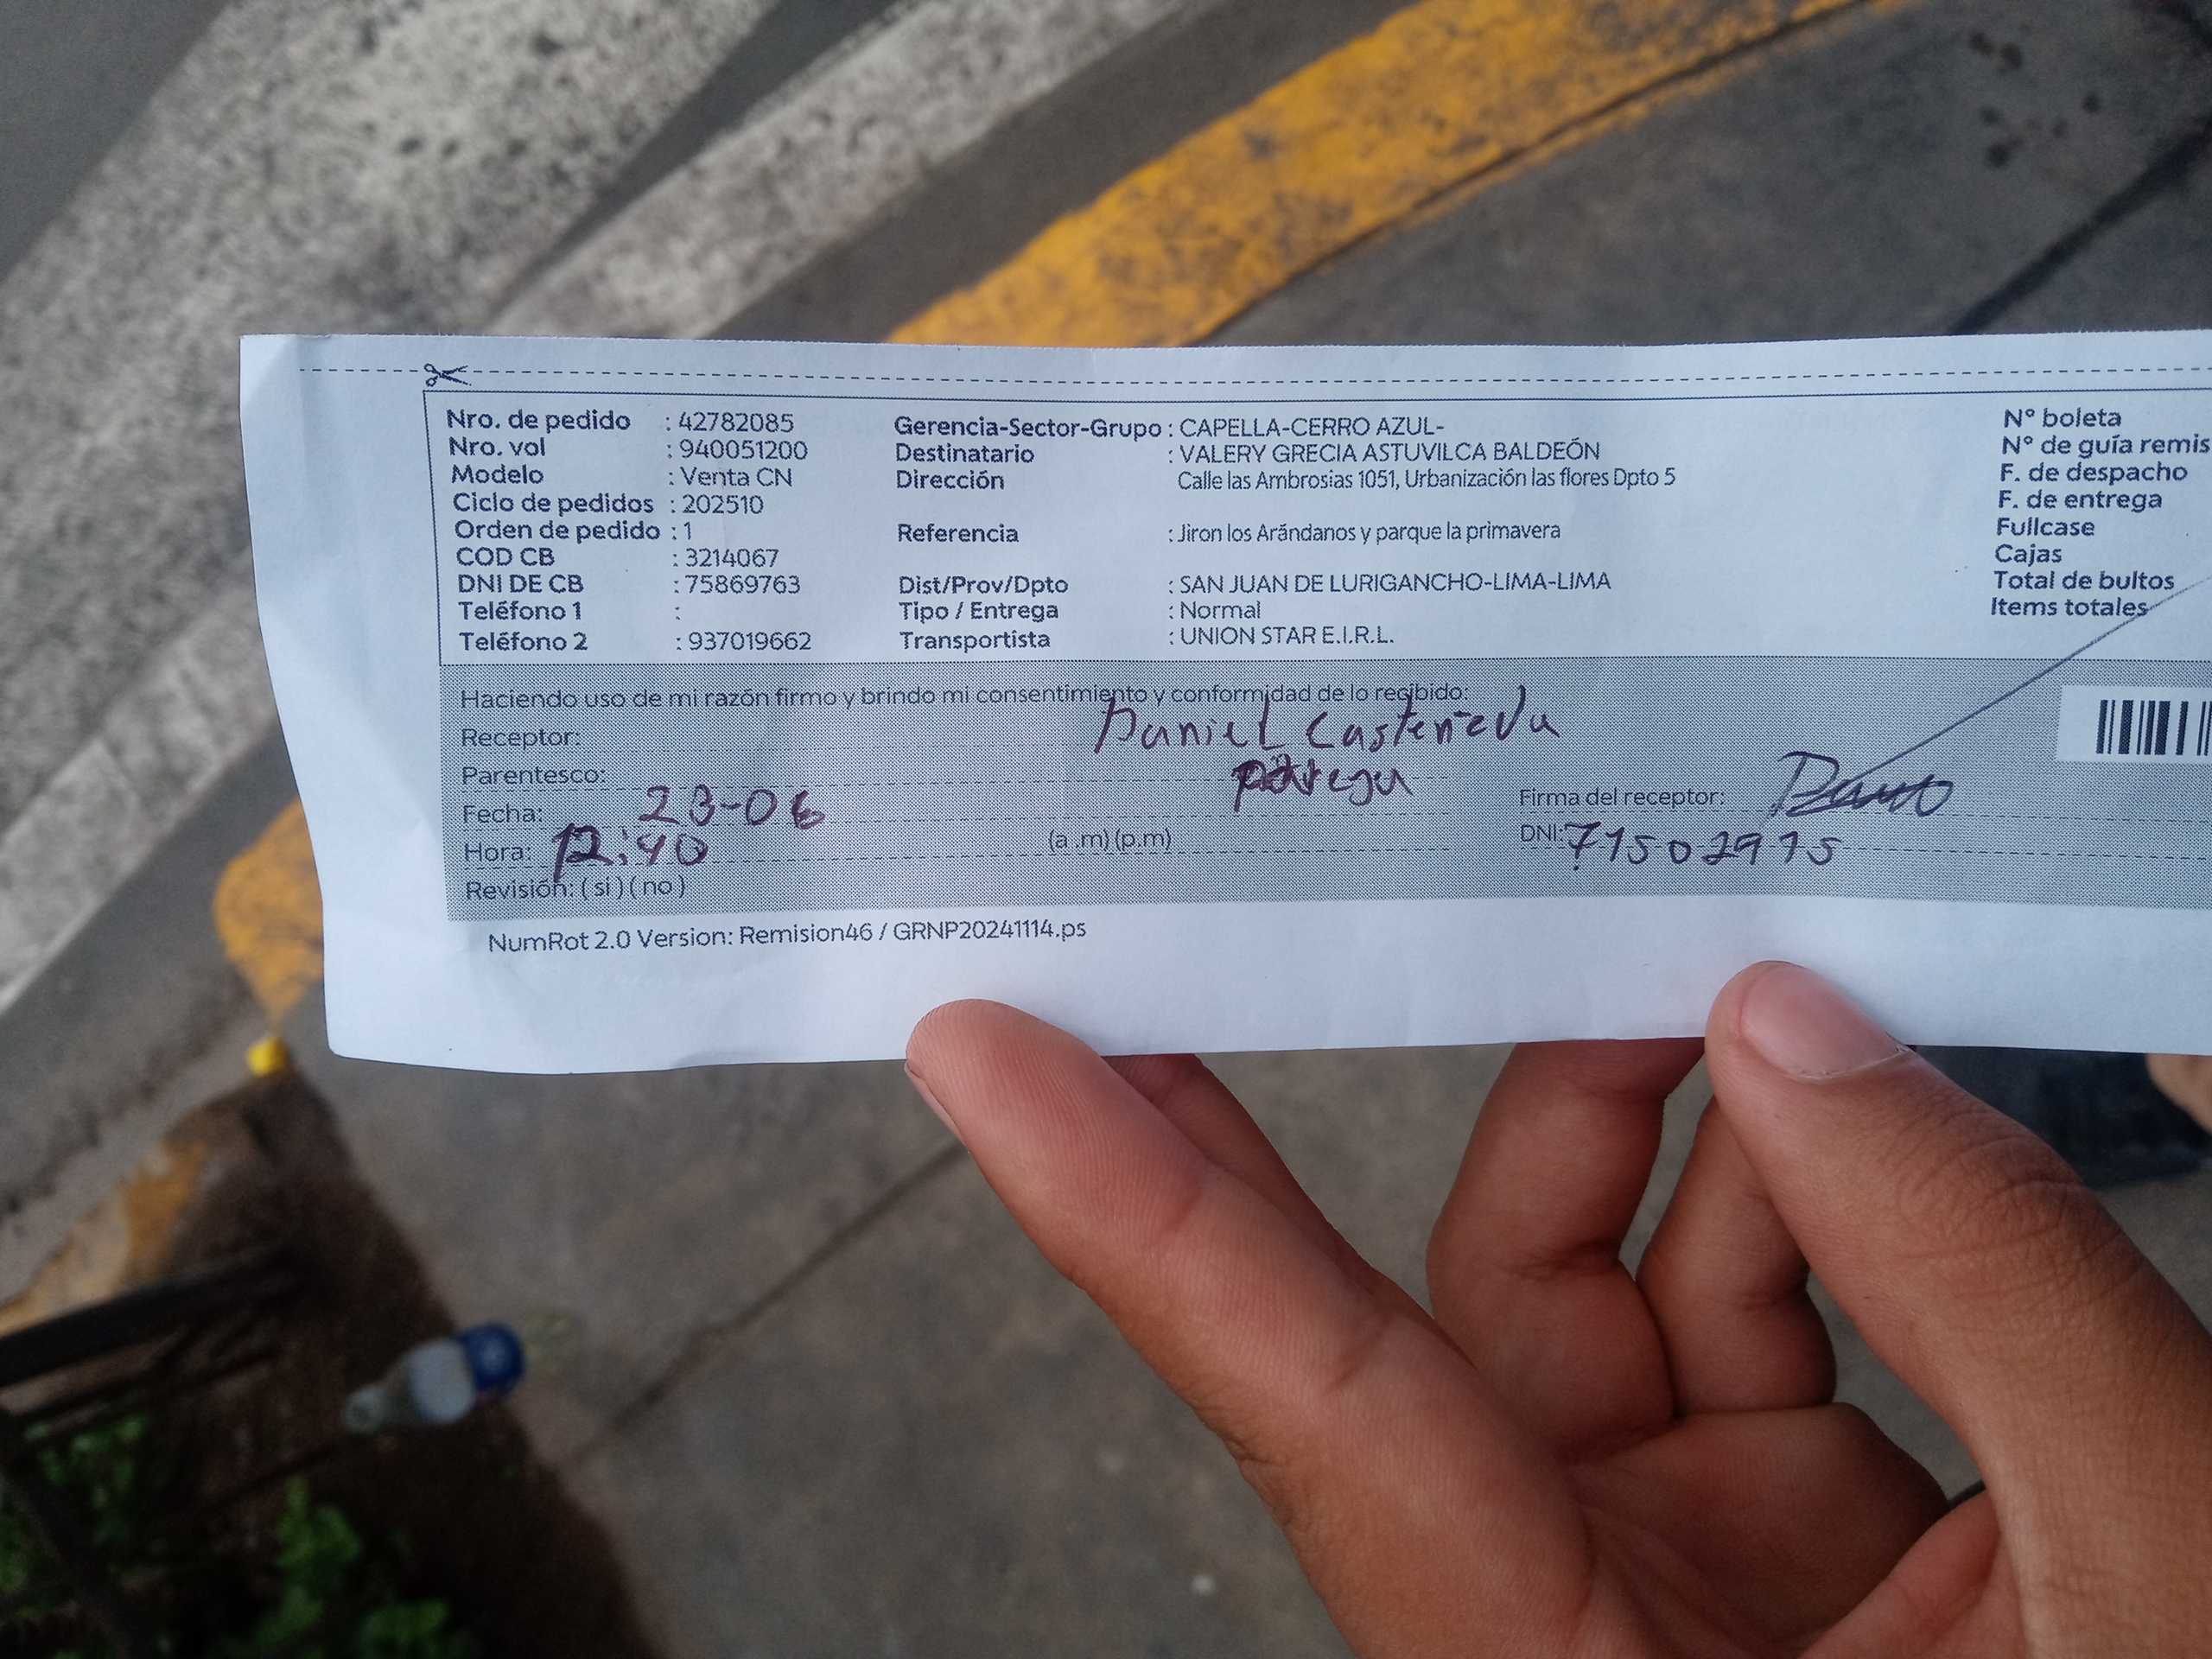 Nro. de pedido : 42782085
Nro. vol : 940051200
Modelo : Venta CN
Ciclo de pedidos : 202510
Orden de pedido : 1
COD CB : 3214067
DNI DE CB : 75869763
Teléfono 1 :
Teléfono 2 : 937019662
Gerencia-Sector-Grupo : CAPELLA-CERRO AZUL-
Destinatario : VALERY GRECIA ASTUVILCA BALDEÓN
Dirección Calle las Ambrosias 1051, Urbanización las flores Dpto 5
Referencia : Jiron los Arándanos y parque la primavera
Dist/Prov/Dpto : SAN JUAN DE LURIGANCHO-LIMA-LIMA
Tipo / Entrega : Normal
Transportista : UNION STAR E.I.R.L.
N° boleta
N° de guía remis
F. de despacho
F. de entrega
Fullcase
Cajas
Total de bultos
Items totales
Haciendo uso de mi razón firmo y brindo mi consentimiento y conformidad de lo recibido:
Receptor: Daniel Casteñeda
Parentesco: pareja
Fecha: 23-06
Hora: 12:40 (a .m) (p.m)
Revisión: ( si ) ( no )
Firma del receptor:
DNI: 71502975
NumRot 2.0 Version: Remision46 / GRNP20241114.ps